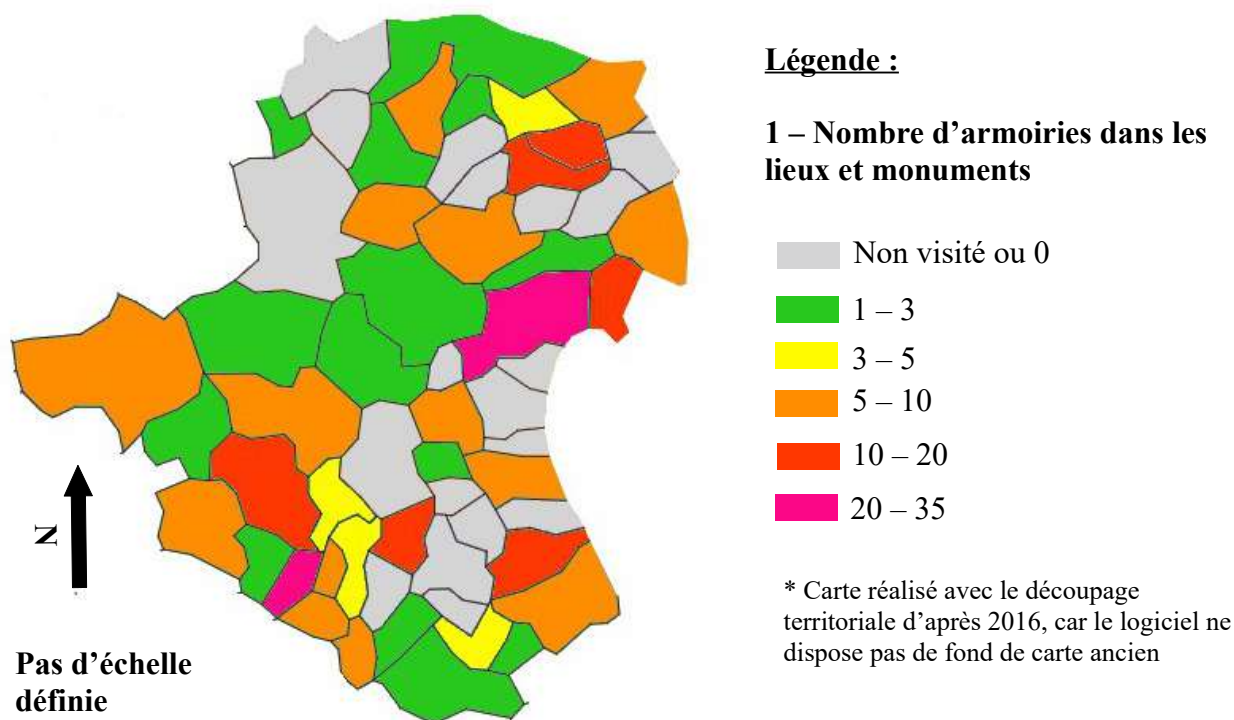 Légende :
1 – Nombre d'armoiries dans les
lieux et monuments
Non visité ou 0
1 – 3
3 – 5
5 – 10
10 – 20
20 – 35
* Carte réalisé avec le découpage
territoriale d'après 2016, car le logiciel ne
dispose pas de fond de carte ancien
N
Pas d'échelle
définie